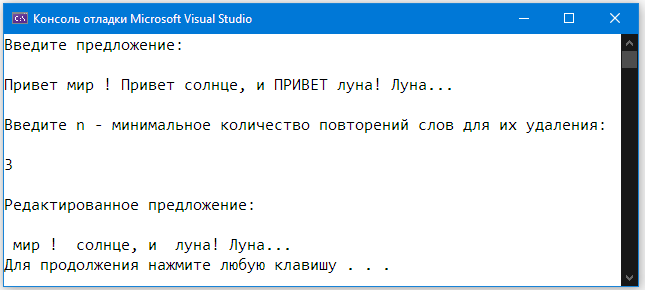 Консоль отладки Microsoft Visual Studio
Введите предложение:
Привет мир ! Привет солнце, и ПРИВЕТ луна! Луна...
Введите n - минимальное количество повторений слов для их удаления:
3
Редактированное предложение:
 мир !  солнце, и  луна! Луна...
Для продолжения нажмите любую клавишу . . .